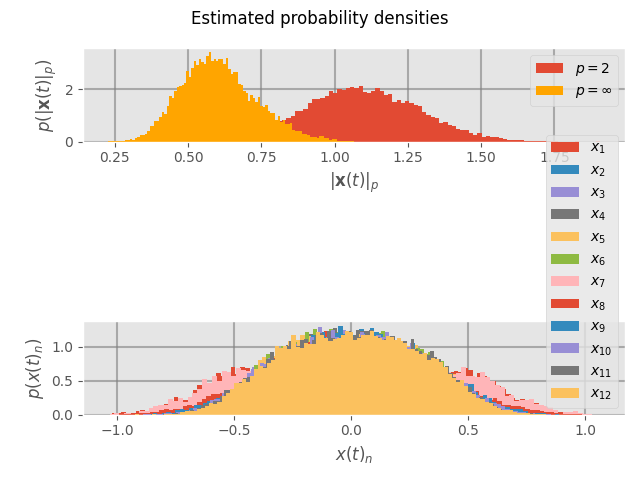 Estimated probability densities
p(|x(t)|ₚ)
2
0
p = 2
p = ∞
0.25 0.50 0.75 1.00 1.25 1.50 1.75
|x(t)|ₚ
x₁
x₂
x₃
x₄
x₅
x₆
x₇
x₈
x₉
x₁₀
x₁₁
x₁₂
p(x(t)ₙ)
1.0
0.5
0.0
−1.0 −0.5 0.0 0.5 1.0
x(t)ₙ